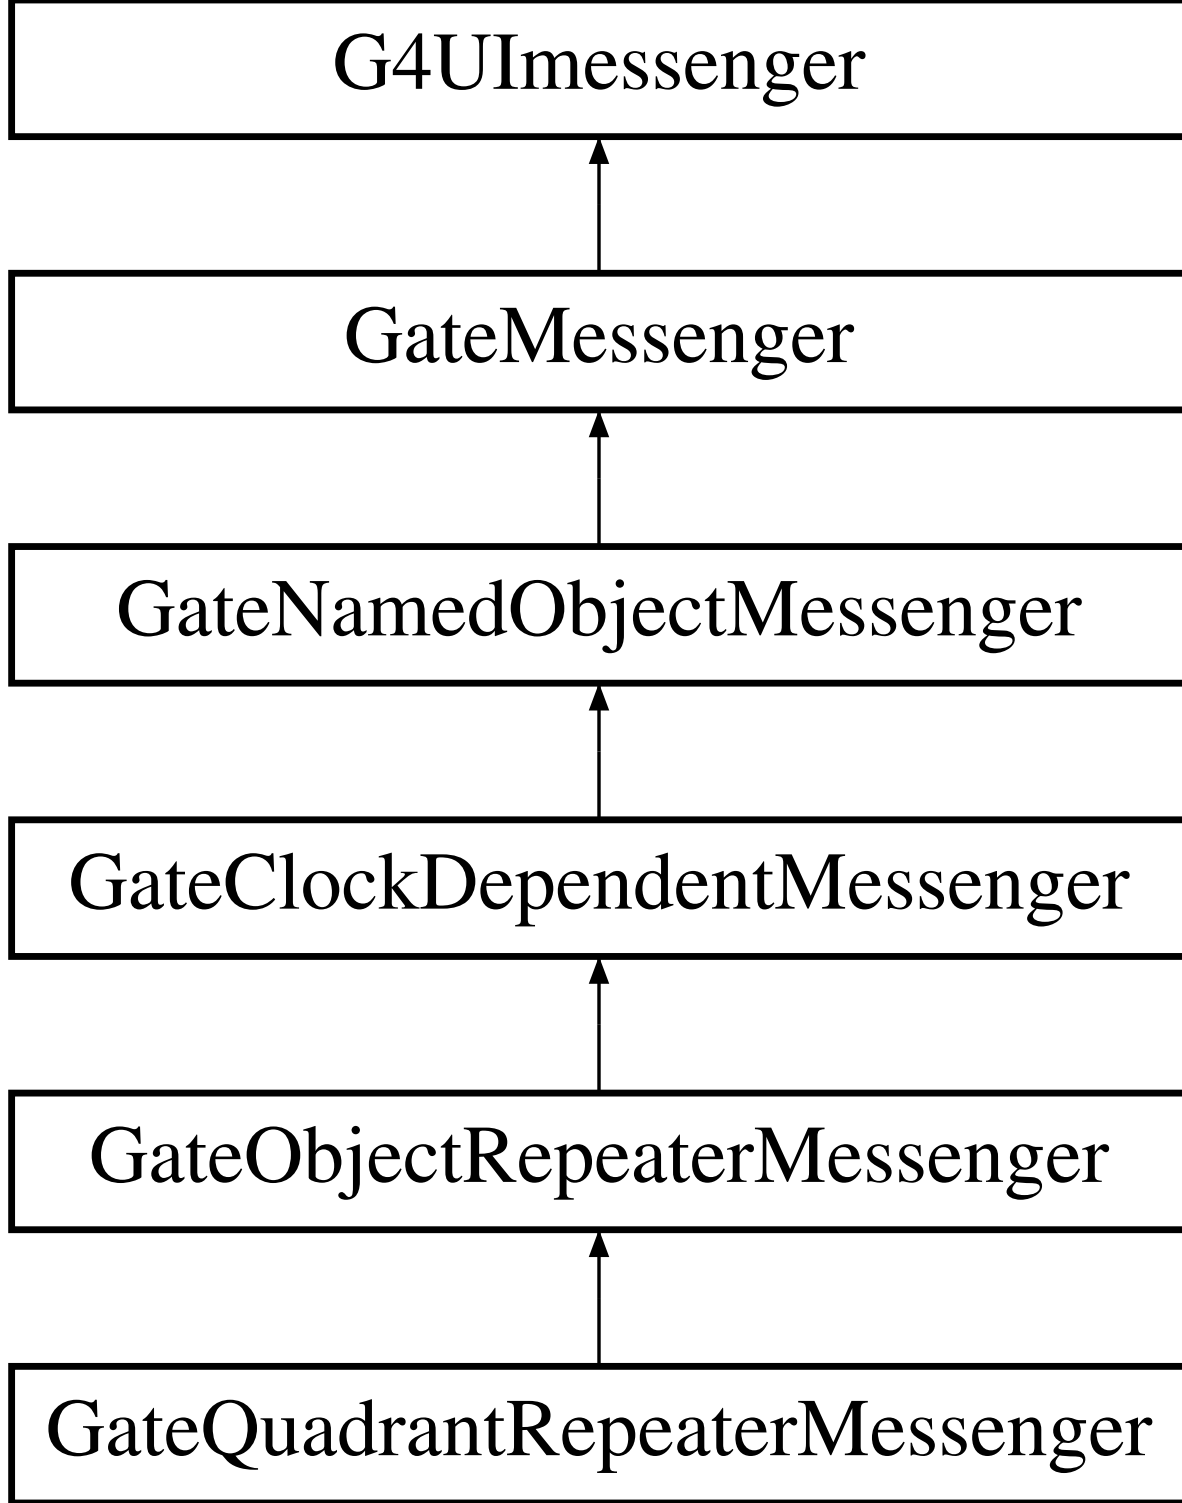 G4UImessenger
GateMessenger
GateNamedObjectMessenger
GateClockDependentMessenger
GateObjectRepeaterMessenger
GateQuadrantRepeaterMessenger